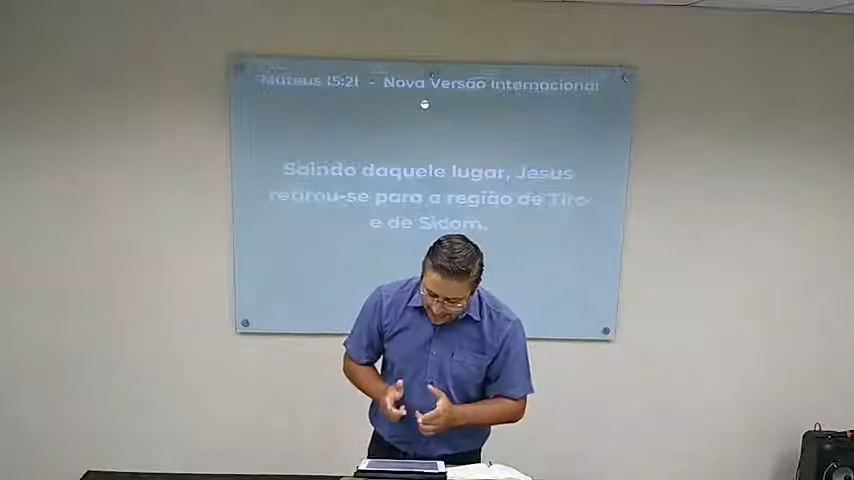 Mateus 15:21 - Nova Versão Internacional
Saindo daquele lugar, Jesus
retirou-se para a região de Tiro
e de Sidom.